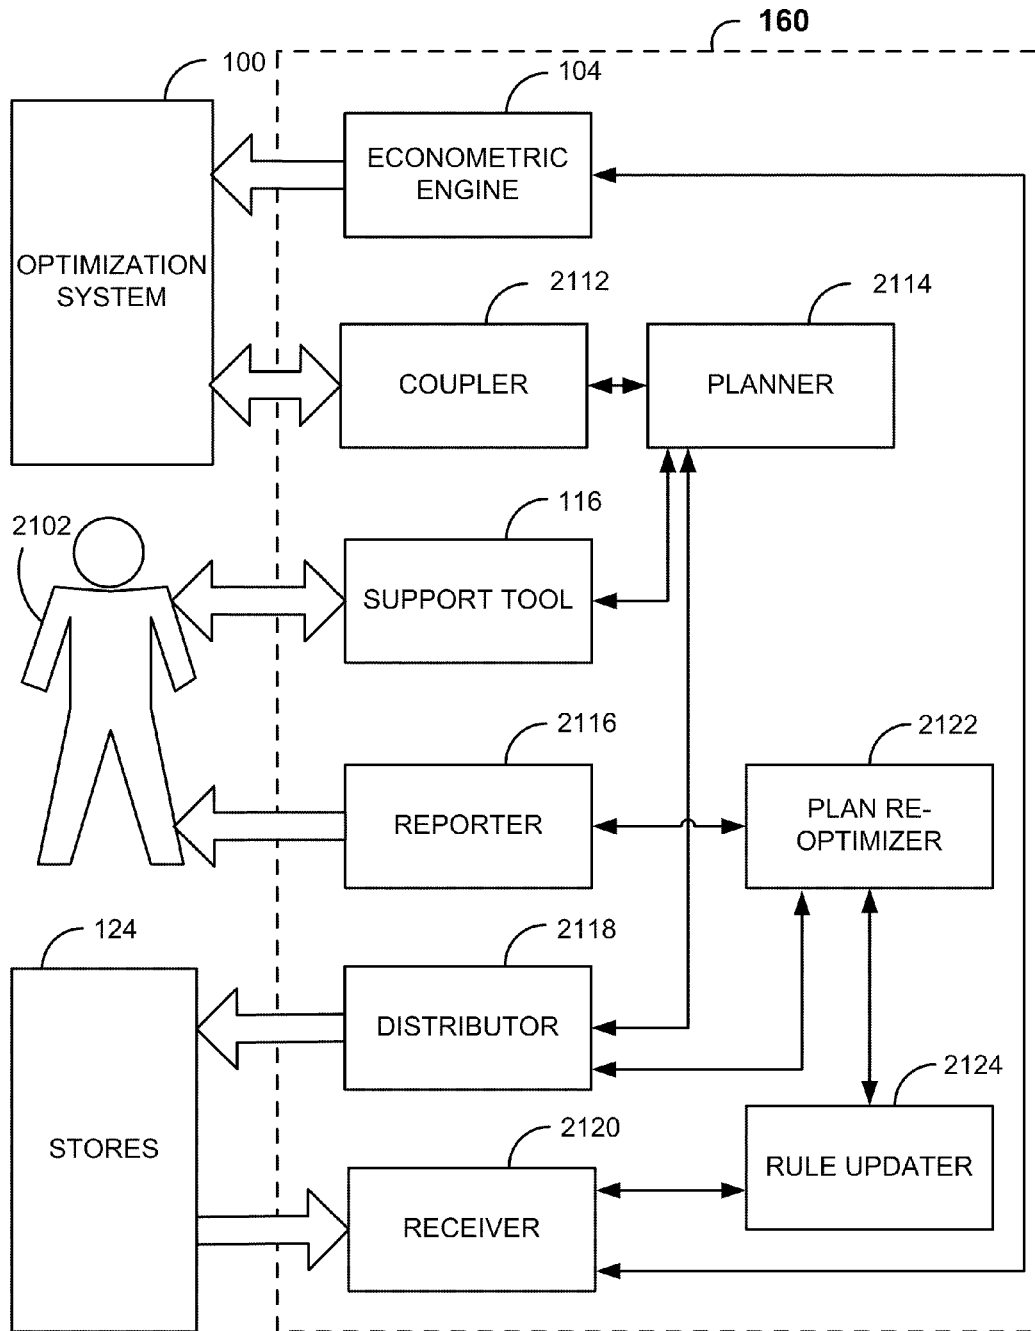 160
100
104
ECONOMETRIC
ENGINE
OPTIMIZATION
SYSTEM
2112
2114
COUPLER
PLANNER
116
2102
SUPPORT TOOL
2116
2122
REPORTER
PLAN RE-
OPTIMIZER
124
2118
DISTRIBUTOR
2124
STORES
2120
RULE UPDATER
RECEIVER